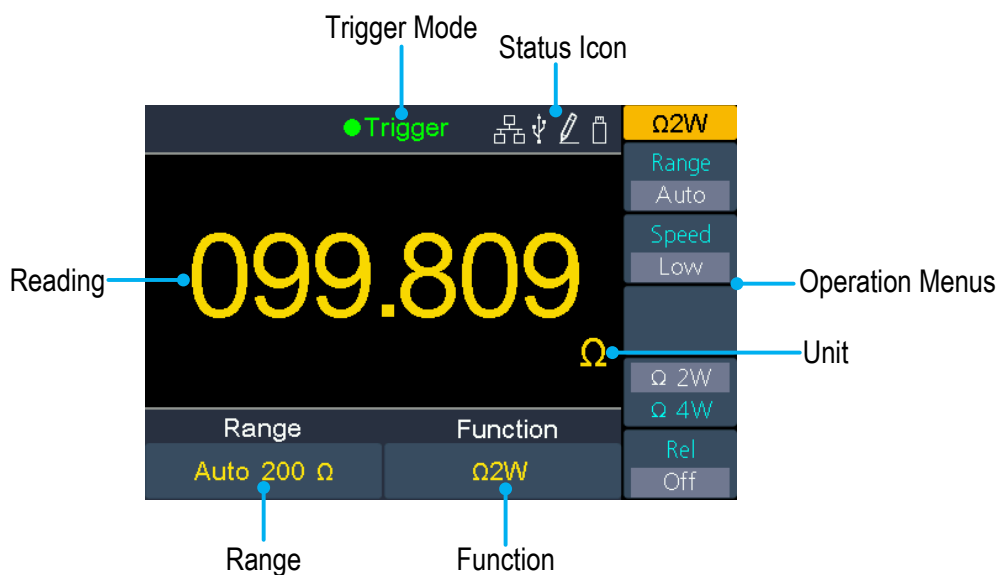 Trigger Mode
Status Icon
Trigger
Ω2W
Range
Auto
Speed
Low
Reading
099.809
Operation Menus
Ω
Unit
Ω 2W
Ω 4W
Range
Function
Rel
Off
Auto 200 Ω
Ω2W
Range
Function